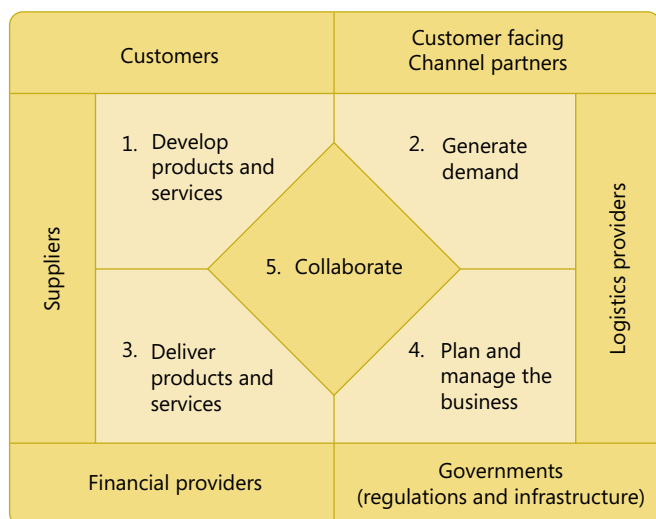 Customers
Customer facing
Channel partners
Suppliers
1. Develop
products and
services
2. Generate
demand
5. Collaborate
3. Deliver
products and
services
4. Plan and
manage the
business
Logistics providers
Financial providers
Governments
(regulations and infrastructure)